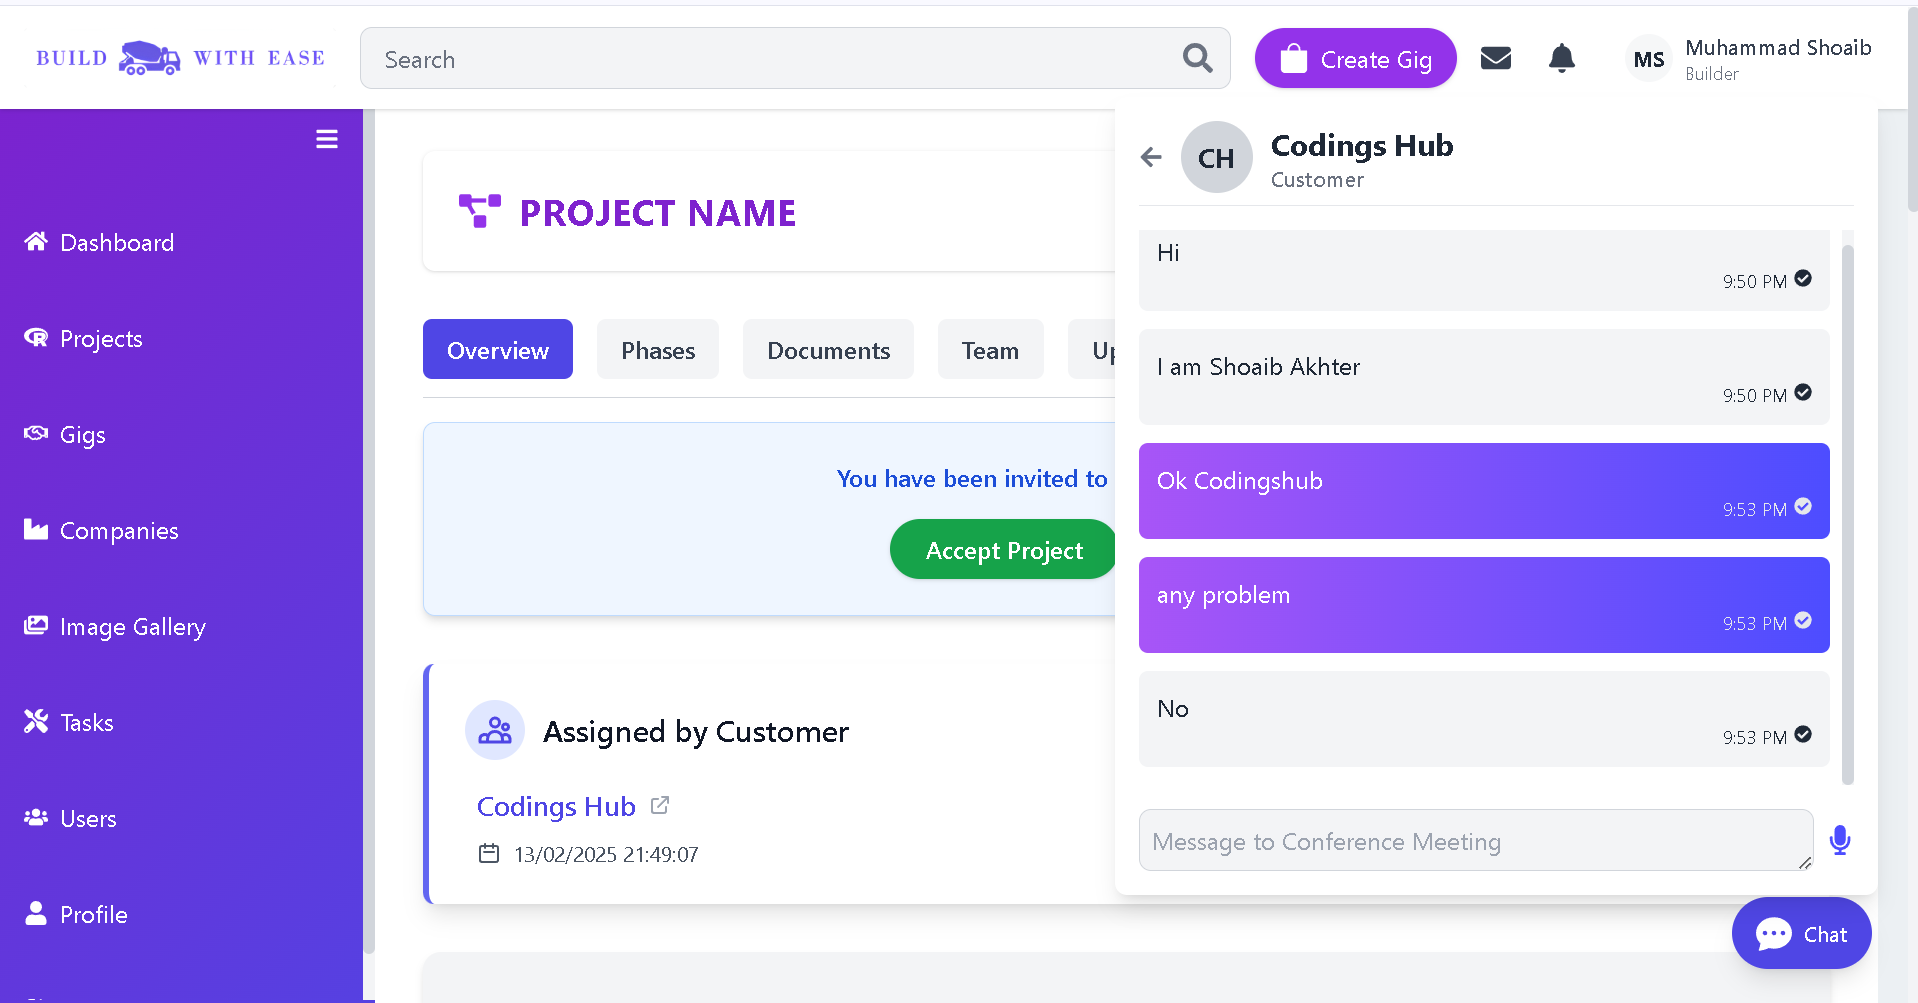 BUILD WITH EASE
Search
Create Gig
MS
Muhammad Shoaib
Builder
Dashboard
Projects
Gigs
Companies
Image Gallery
Tasks
Users
Profile
PROJECT NAME
Overview
Phases
Documents
Team
Up
You have been invited to
Accept Project
Assigned by Customer
Codings Hub
13/02/2025 21:49:07
CH
Codings Hub
Customer
Hi
9:50 PM
I am Shoaib Akhter
9:50 PM
Ok Codingshub
9:53 PM
any problem
9:53 PM
No
9:53 PM
Message to Conference Meeting
Chat